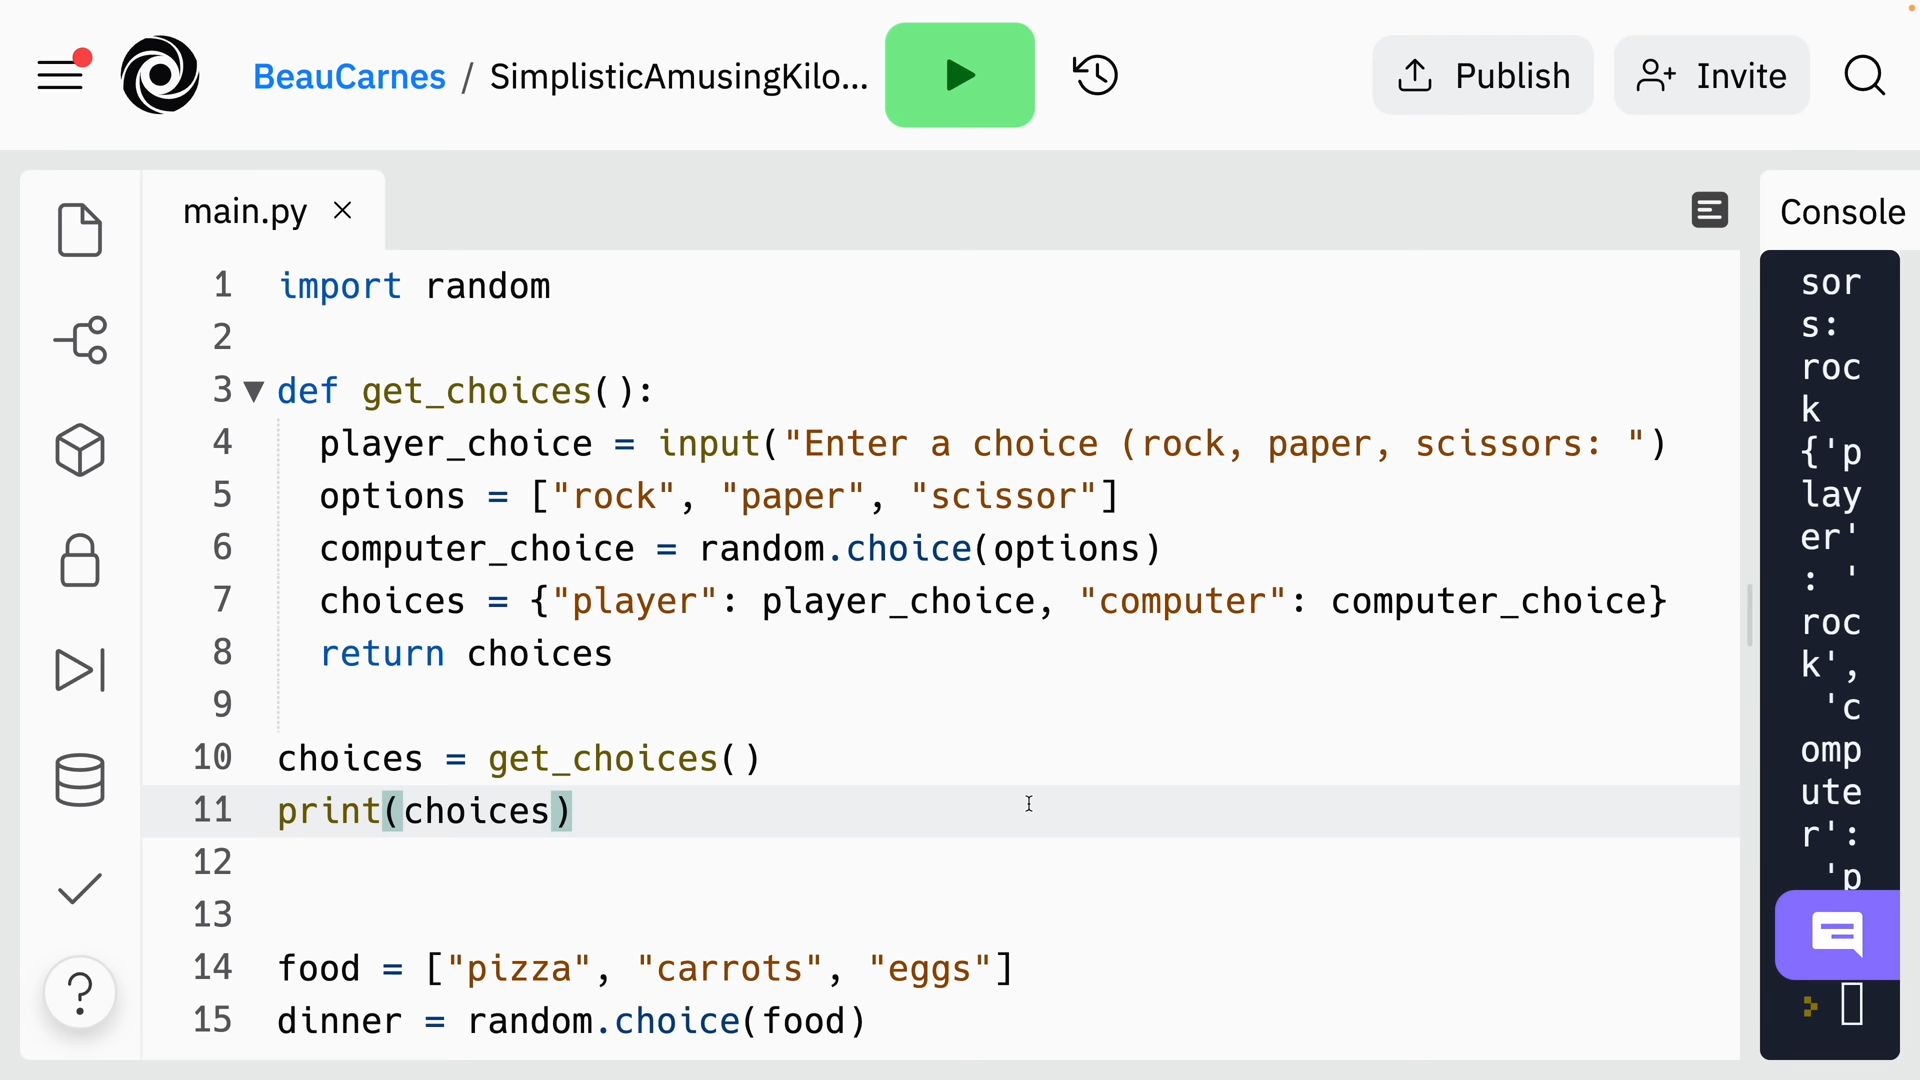 BeauCarnes / SimplisticAmusingKilo...
Publish
Invite
main.py
Console
1 import random
2
3 def get_choices():
4 player_choice = input("Enter a choice (rock, paper, scissors: ")
5 options = ["rock", "paper", "scissor"]
6 computer_choice = random.choice(options)
7 choices = {"player": player_choice, "computer": computer_choice}
8 return choices
9
10 choices = get_choices()
11 print(choices)
12
13
14 food = ["pizza", "carrots", "eggs"]
15 dinner = random.choice(food)
?
sor
s:
roc
k
{'p
lay
er'
: '
roc
k',
'c
omp
ute
r':
'p